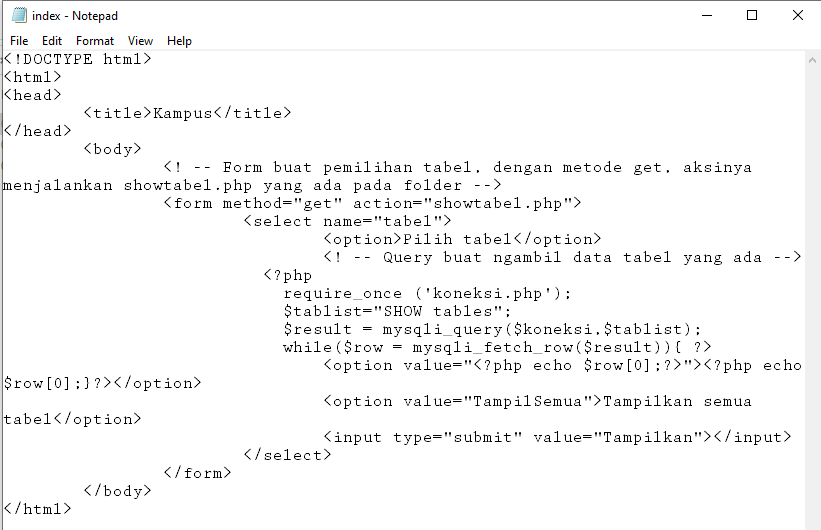 index - Notepad
File Edit Format View Help
<!DOCTYPE html>
<html>
<head>
<title>Kampus</title>
</head>
<body>
<! -- Form buat pemilihan tabel, dengan metode get, aksinya
menjalankan showtabel.php yang ada pada folder -->
<form method="get" action="showtabel.php">
<select name="tabel">
<option>Pilih tabel</option>
<! -- Query buat ngambil data tabel yang ada -->
<?php
require_once ('koneksi.php');
$tablist="SHOW tables";
$result = mysqli_query($koneksi,$tablist);
while($row = mysqli_fetch_row($result)){ ?>
<option value="<?php echo $row[0];?>"><?php echo
$row[0];}?></option>
<option value="TampilSemua">Tampilkan semua
tabel</option>
<input type="submit" value="Tampilkan"></input>
</select>
</form>
</body>
</html>